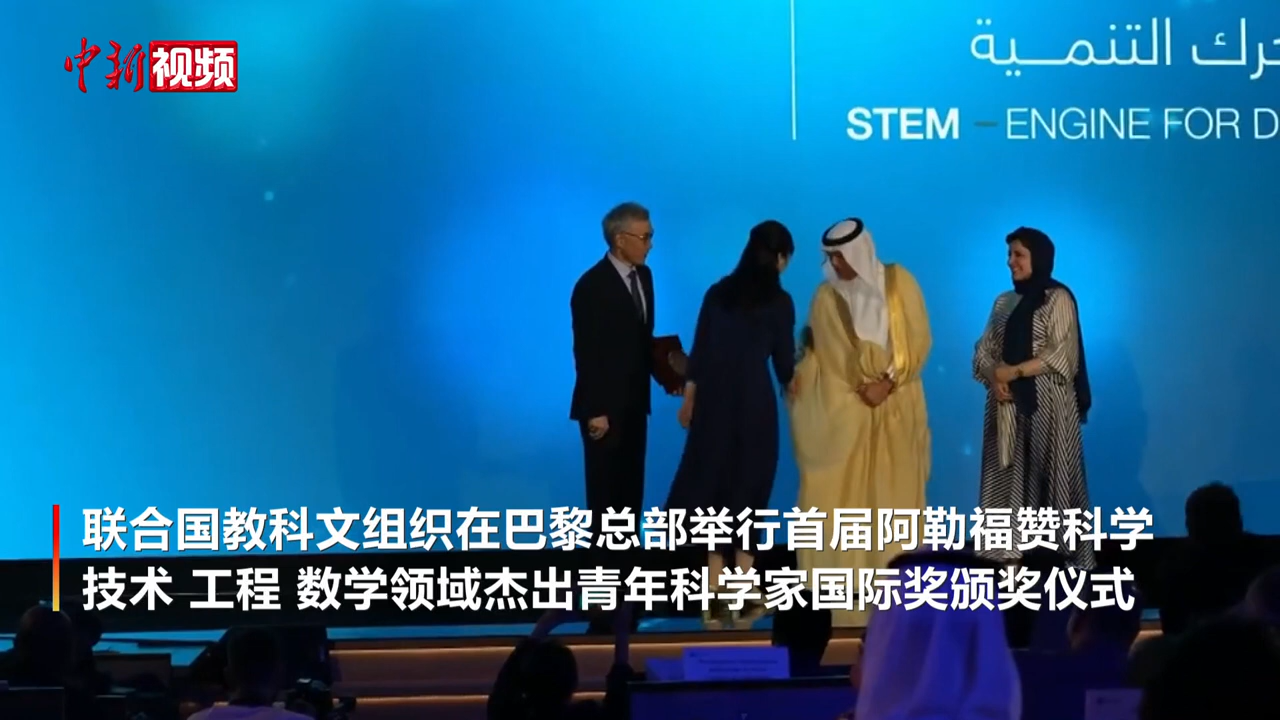 中新视频
حرك التنمية
STEM – ENGINE FOR D
联合国教科文组织在巴黎总部举行首届阿勒福赞科学
技术 工程 数学领域杰出青年科学家国际奖颁奖仪式